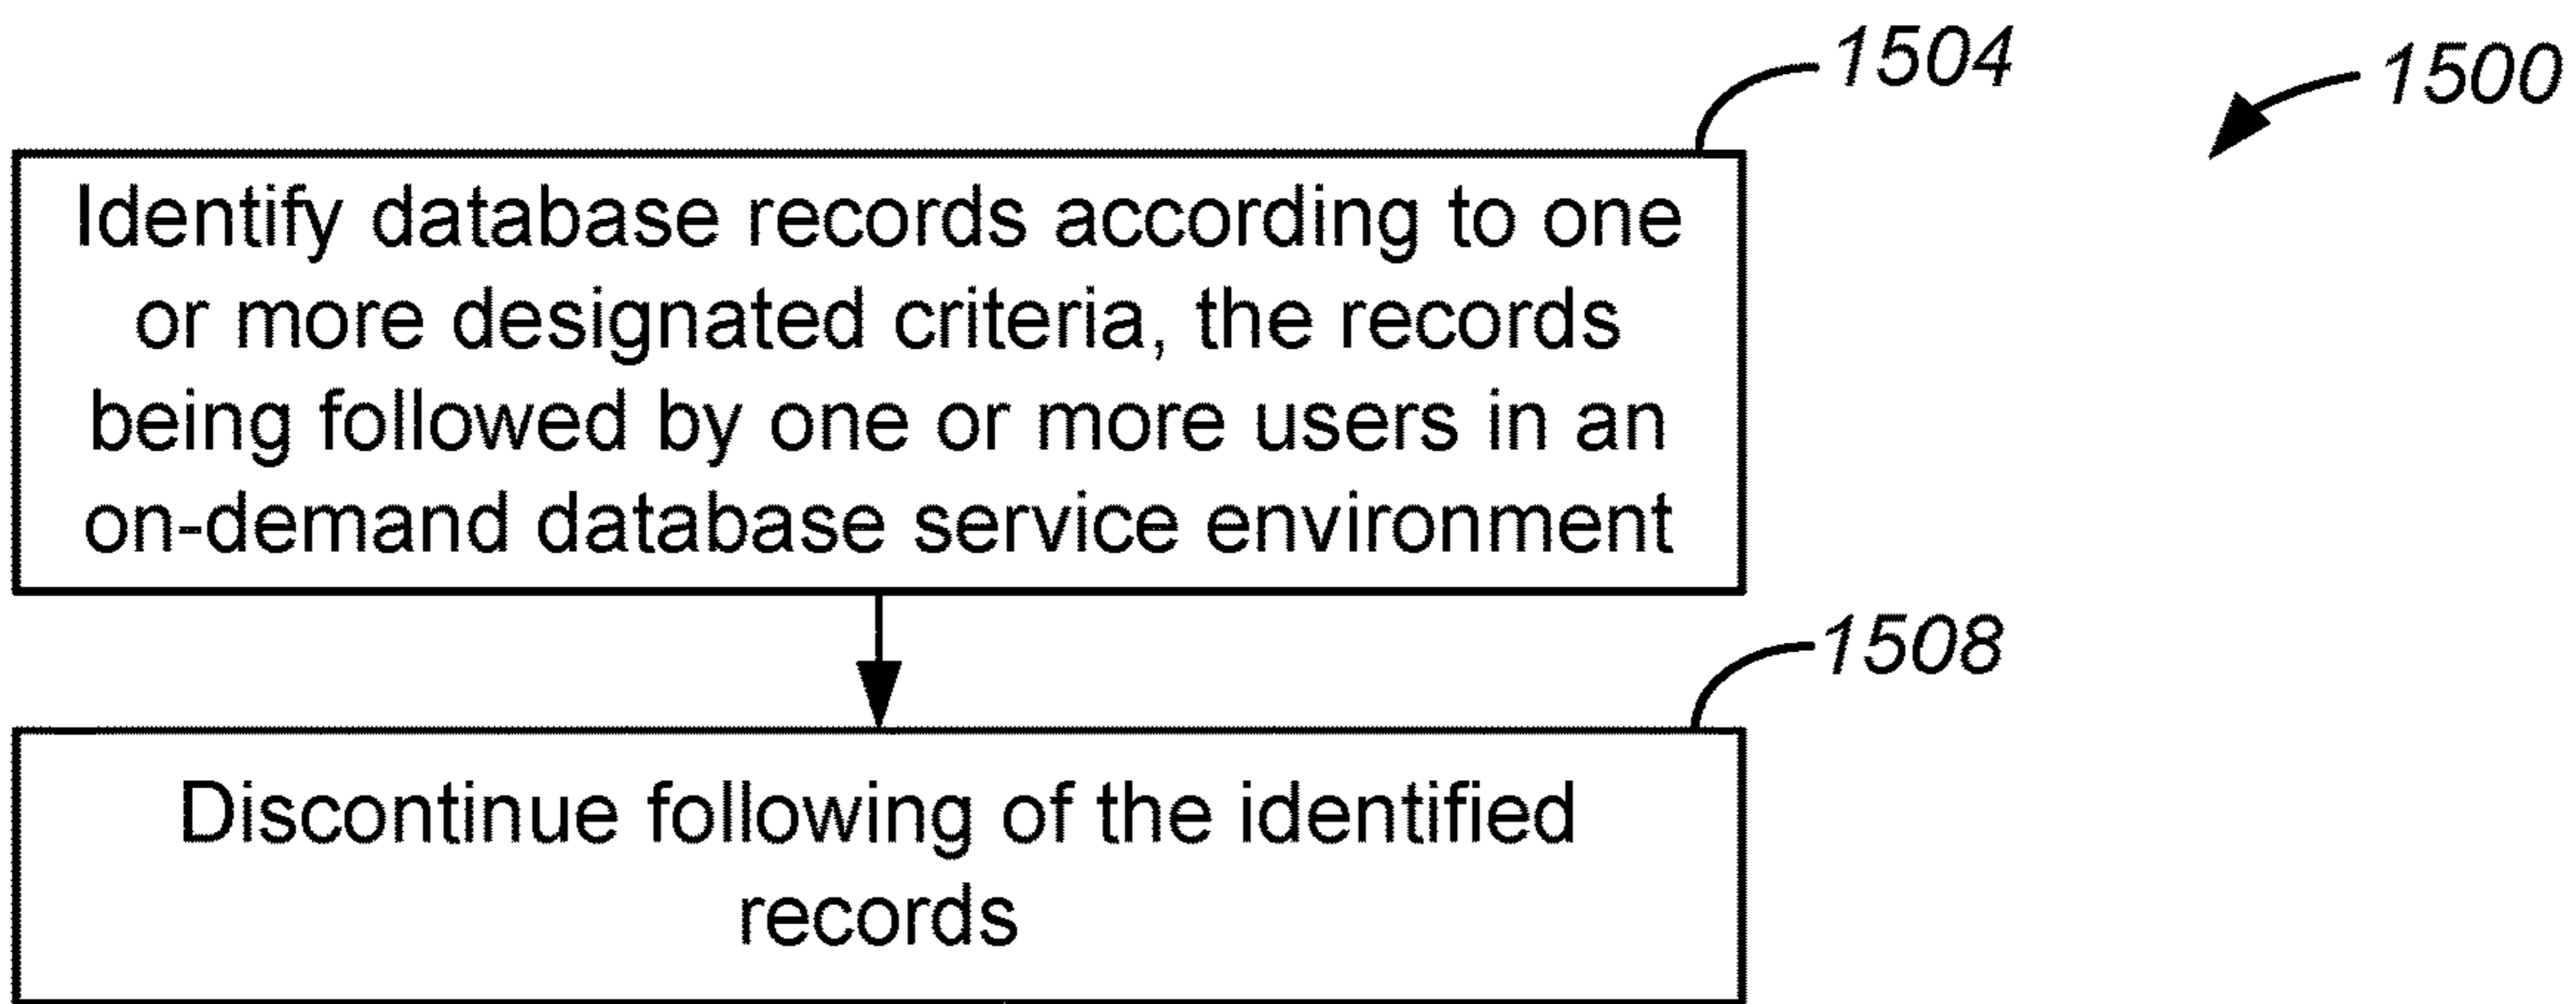 1504
1500
Identify database records according to one
or more designated criteria, the records
being followed by one or more users in an
on-demand database service environment
1508
Discontinue following of the identified
records